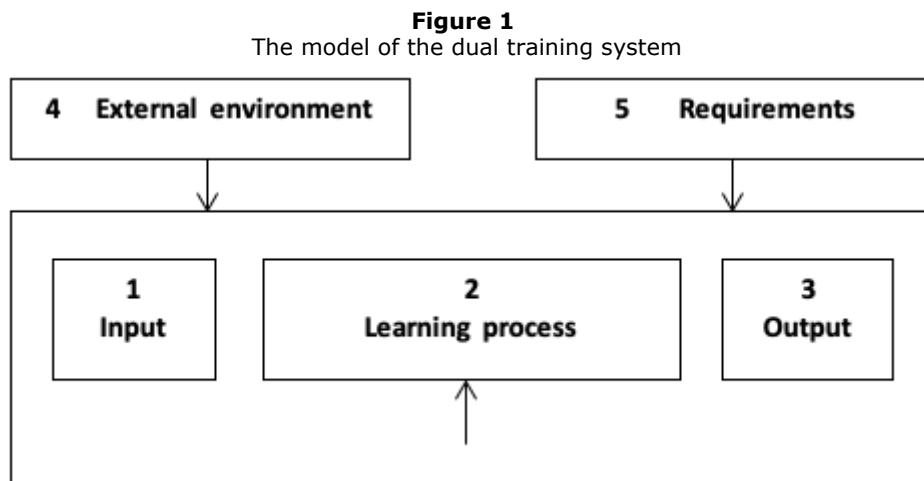 Figure 1
The model of the dual training system
4 External environment
5 Requirements
1
Input
2
Learning process
3
Output